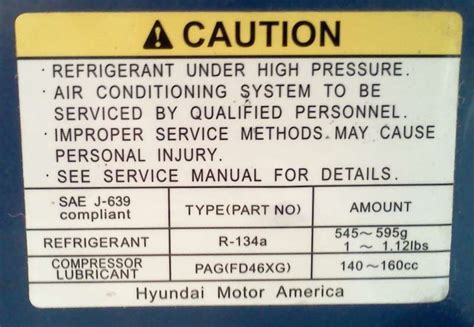 CAUTION
· REFRIGERANT UNDER HIGH PRESSURE.
· AIR CONDITIONING SYSTEM TO BE
SERVICED BY QUALIFIED PERSONNEL.
· IMPROPER SERVICE METHODS MAY CAUSE
PERSONAL INJURY.
· SEE SERVICE MANUAL FOR DETAILS.
SAE J-639
compliant
TYPE(PART NO)
AMOUNT
REFRIGERANT
R-134a
545～595g
1 ～ 1.12lbs
COMPRESSOR
LUBRICANT
PAG(FD46XG)
140～160cc
Hyundai Motor America